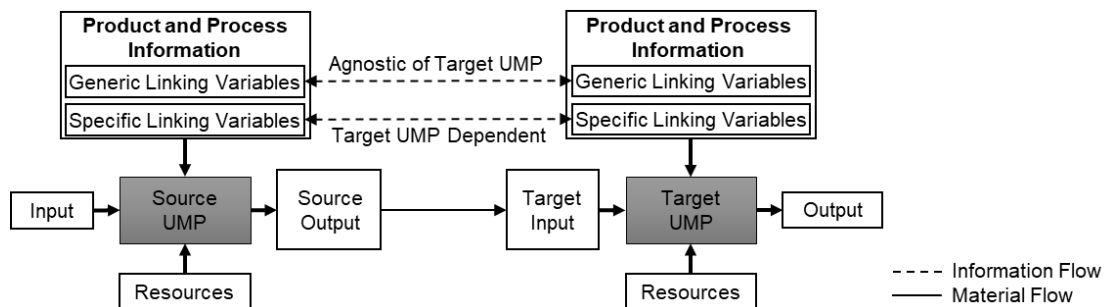 Product and Process
Information
Generic Linking Variables
Specific Linking Variables
Agnostic of Target UMP
Target UMP Dependent
Product and Process
Information
Generic Linking Variables
Specific Linking Variables
Input
Source
UMP
Source
Output
Target
Input
Target
UMP
Output
Resources
Resources
Information Flow
Material Flow